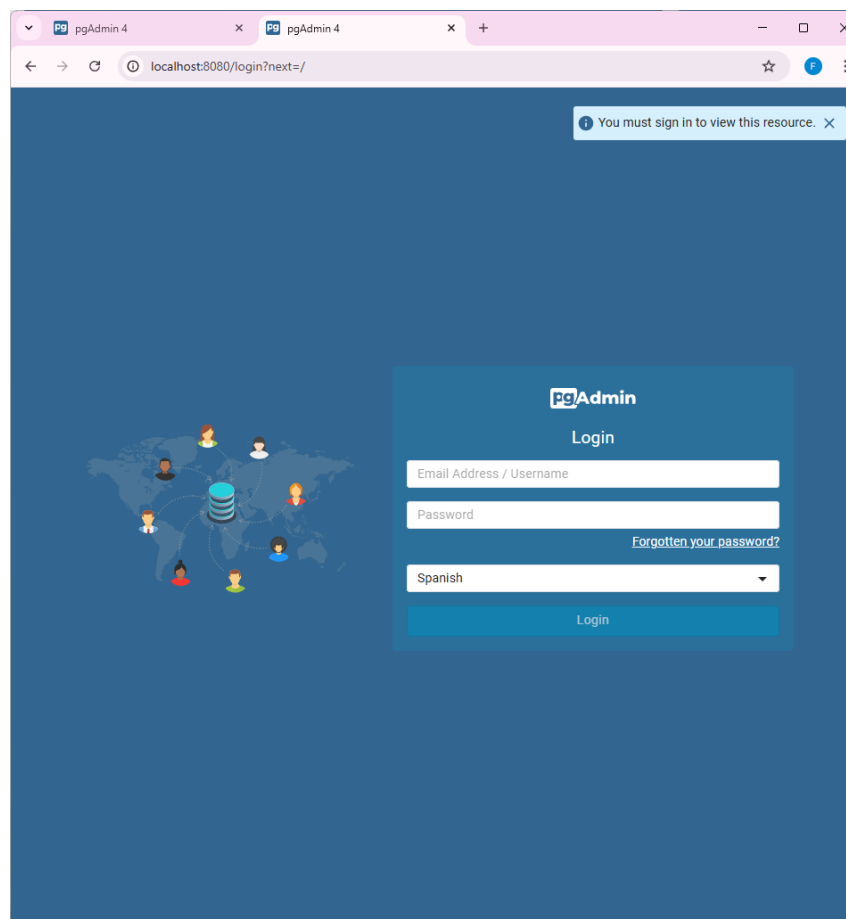 pgAdmin 4
pgAdmin 4
localhost:8080/login?next=/
F
You must sign in to view this resource.
pgAdmin
Login
Email Address / Username
Password
Forgotten your password?
Spanish
Login